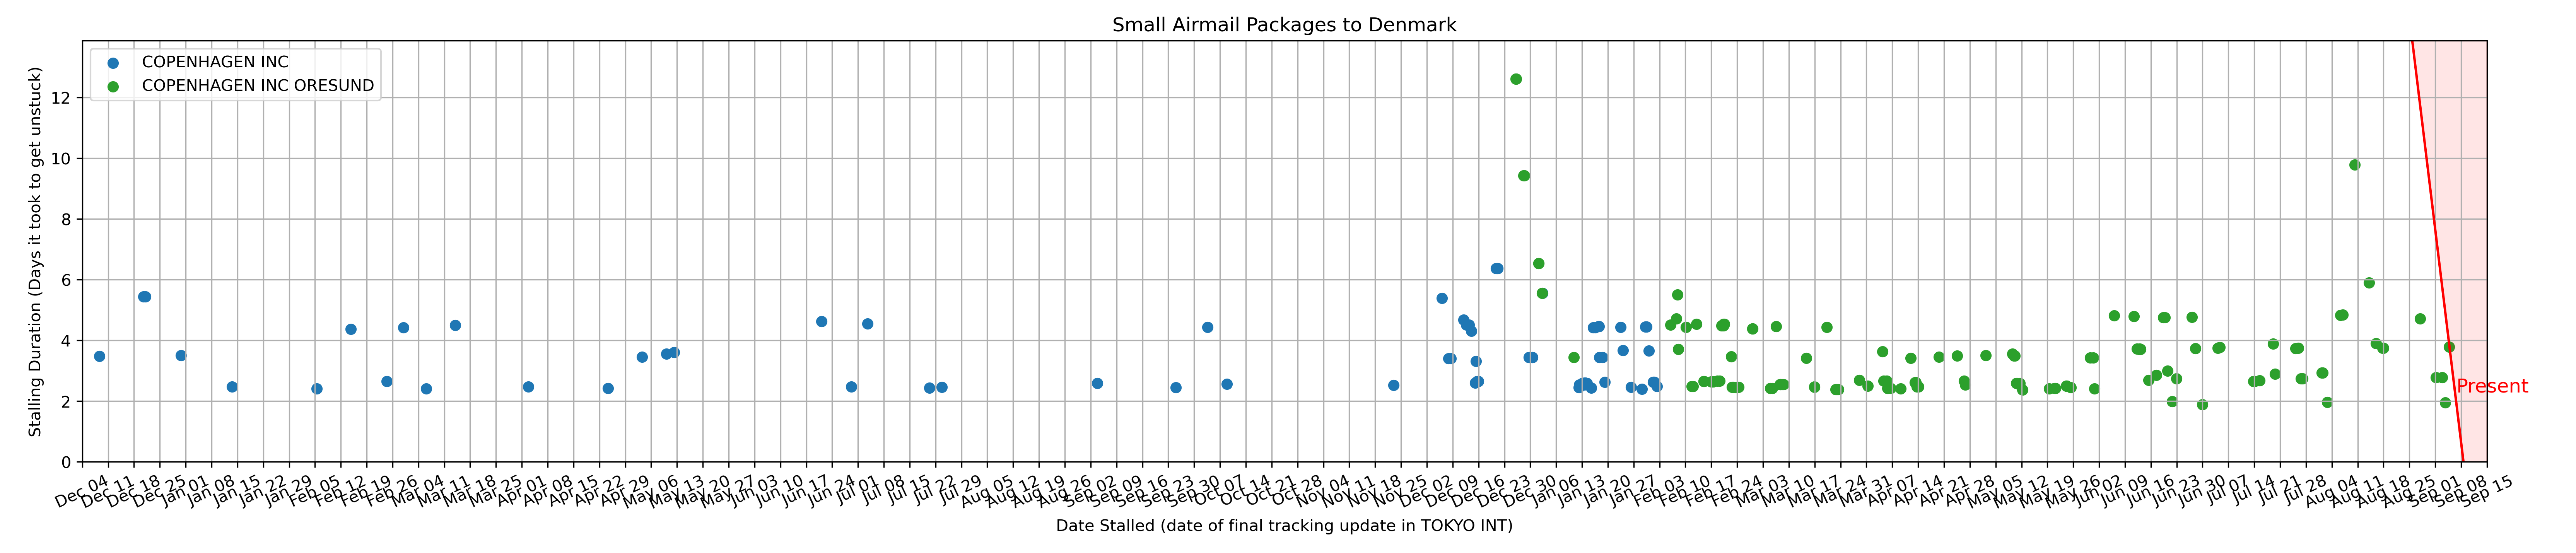 Small Airmail Packages to Denmark
COPENHAGEN INC
COPENHAGEN INC ORESUND
Stalling Duration (Days it took to get unstuck)
12
10
8
6
4
2
0
Present
Dec 04
Dec 11
Dec 18
Dec 25
Jan 01
Jan 08
Jan 15
Jan 22
Jan 29
Feb 05
Feb 12
Feb 19
Feb 26
Mar 04
Mar 11
Mar 18
Mar 25
Apr 01
Apr 08
Apr 15
Apr 22
Apr 29
May 06
May 13
May 20
May 27
Jun 03
Jun 10
Jun 17
Jun 24
Jul 01
Jul 08
Jul 15
Jul 22
Jul 29
Aug 05
Aug 12
Aug 19
Aug 26
Sep 02
Sep 09
Sep 16
Sep 23
Sep 30
Oct 07
Oct 14
Oct 21
Oct 28
Nov 04
Nov 11
Nov 18
Nov 25
Dec 02
Dec 09
Dec 16
Dec 23
Dec 30
Jan 06
Jan 13
Jan 20
Jan 27
Feb 03
Feb 10
Feb 17
Feb 24
Mar 03
Mar 10
Mar 17
Mar 24
Mar 31
Apr 07
Apr 14
Apr 21
Apr 28
May 05
May 12
May 19
May 26
Jun 02
Jun 09
Jun 16
Jun 23
Jun 30
Jul 07
Jul 14
Jul 21
Jul 28
Aug 04
Aug 11
Aug 18
Aug 25
Sep 01
Sep 08
Sep 15
Date Stalled (date of final tracking update in TOKYO INT)